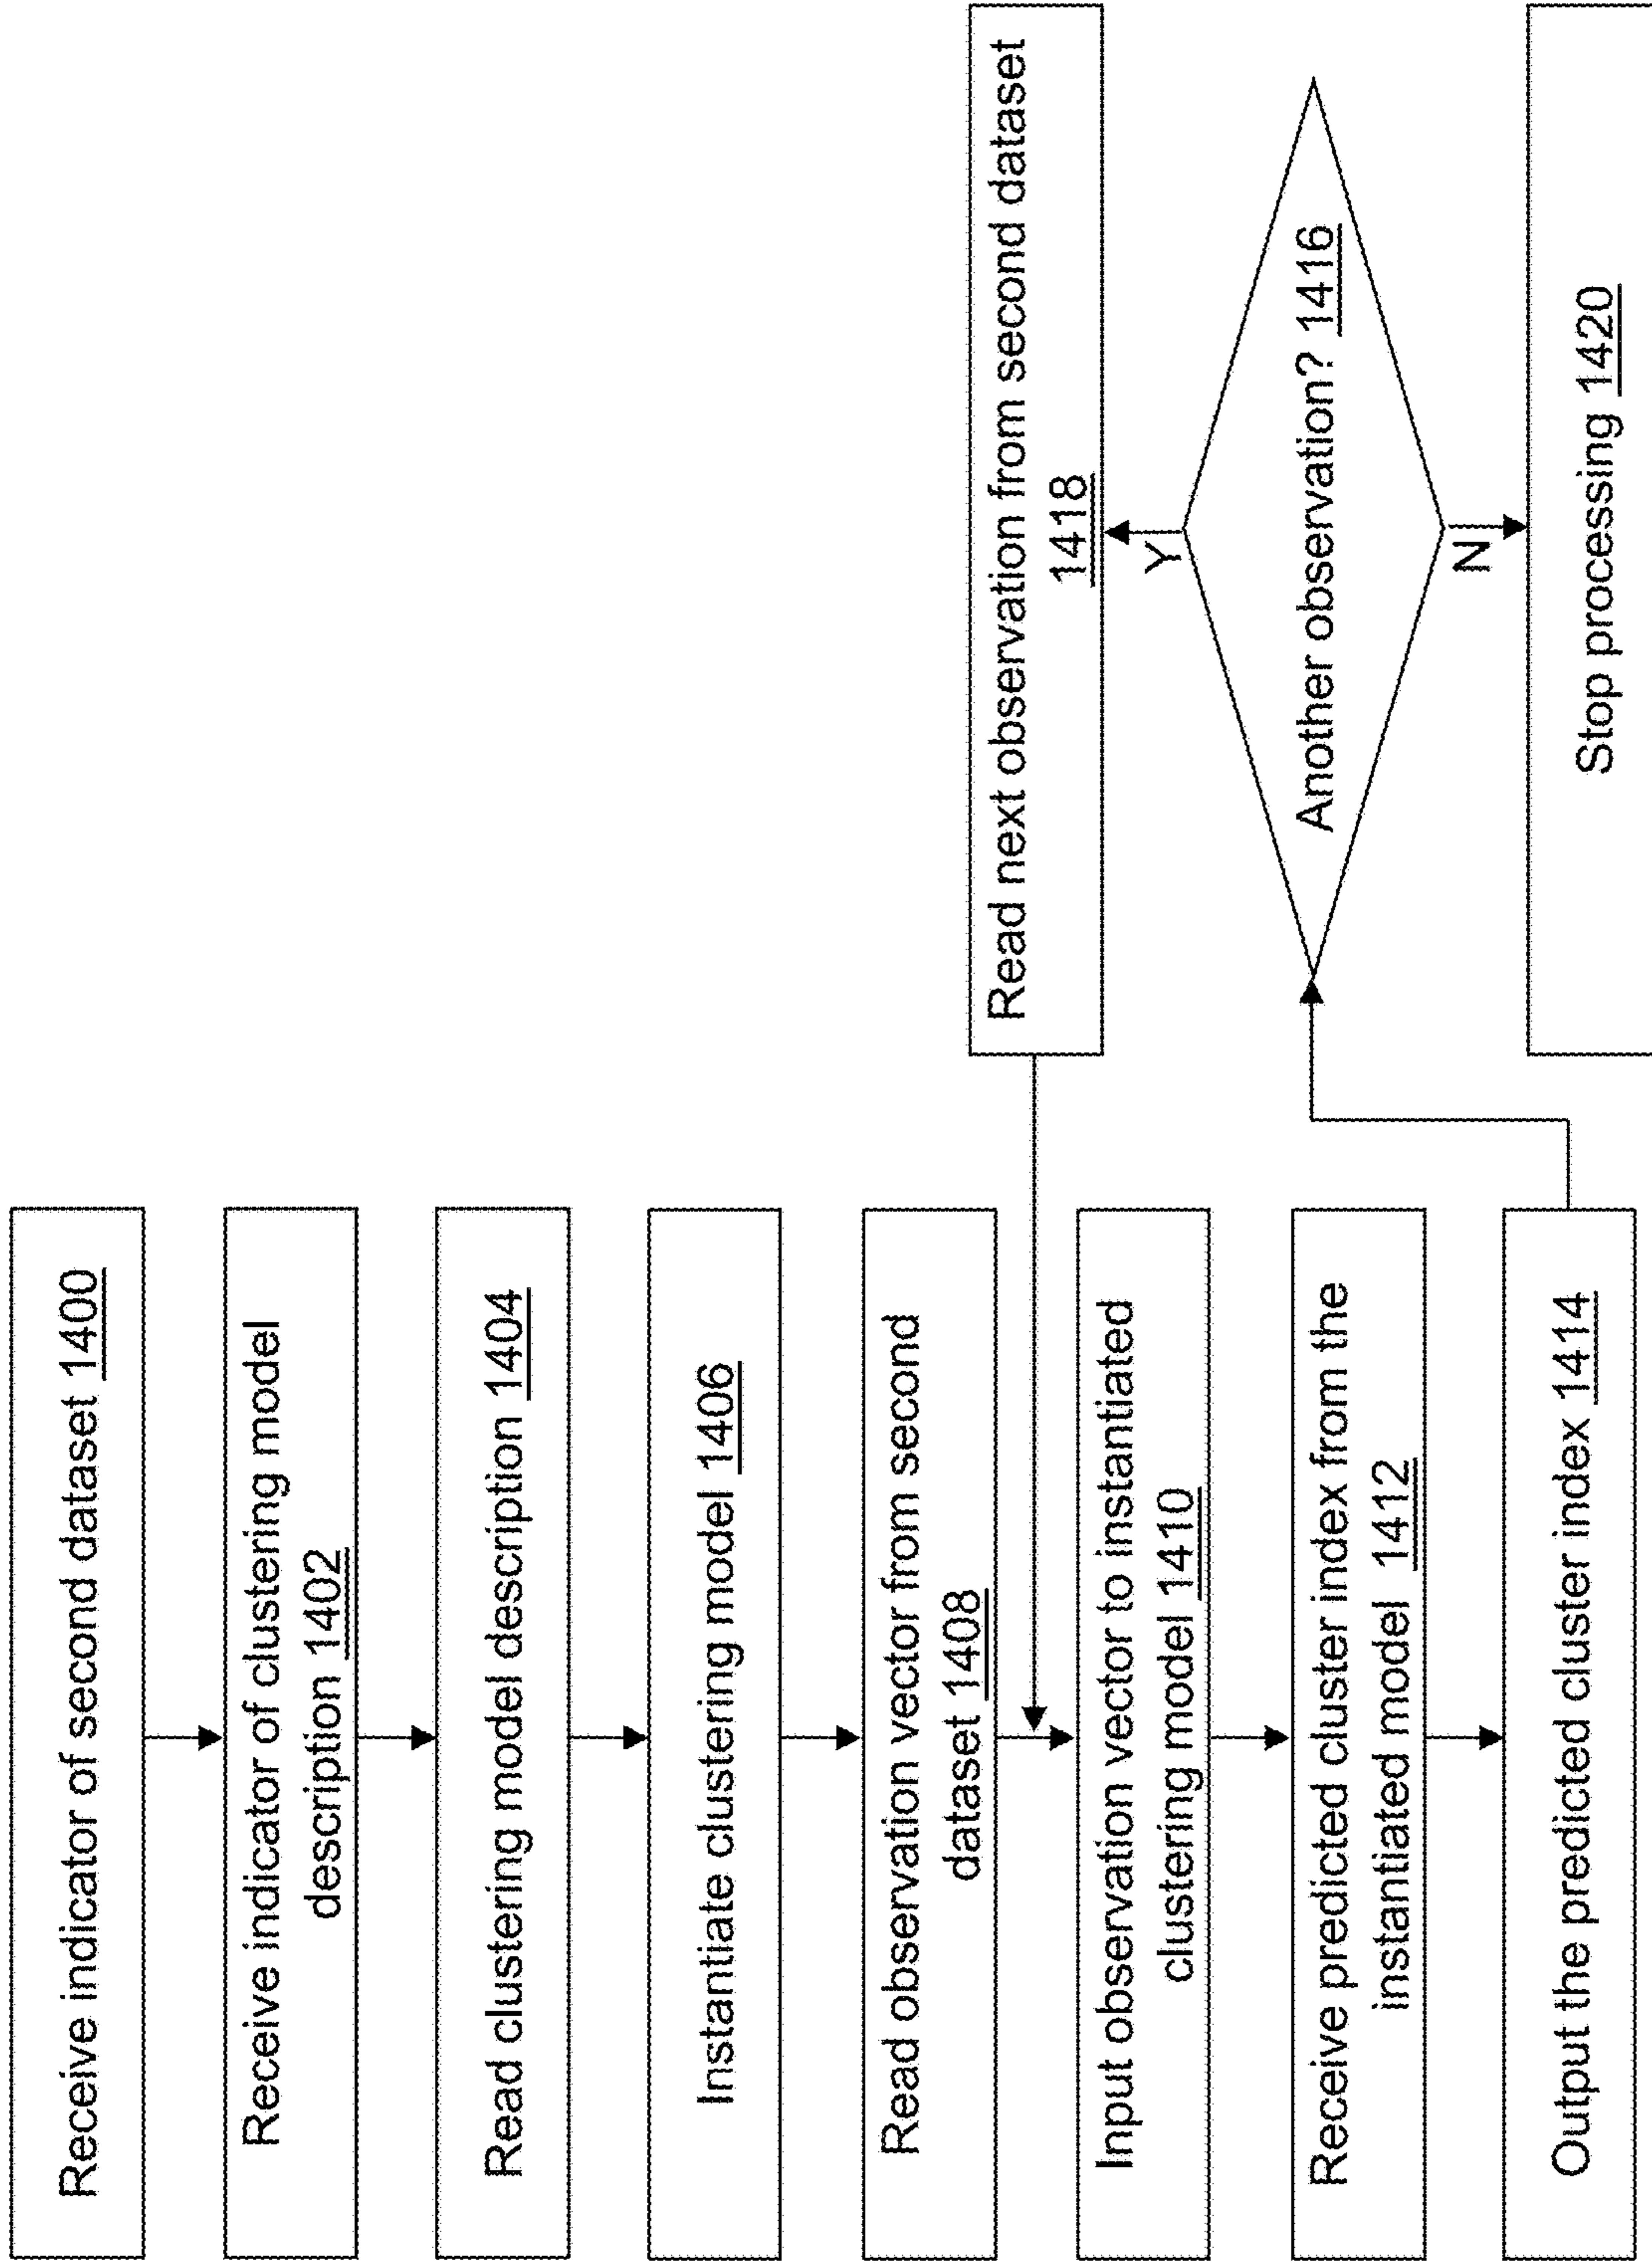 Receive indicator of second dataset 1400
Receive indicator of clustering model
description 1402
Read clustering model description 1404
Instantiate clustering model 1406
Read observation vector from second
dataset 1408
Input observation vector to instantiated
clustering model 1410
Receive predicted cluster index from the
instantiated model 1412
Output the predicted cluster index 1414
Read next observation from second dataset
1418
Y
Another observation? 1416
N
Stop processing 1420